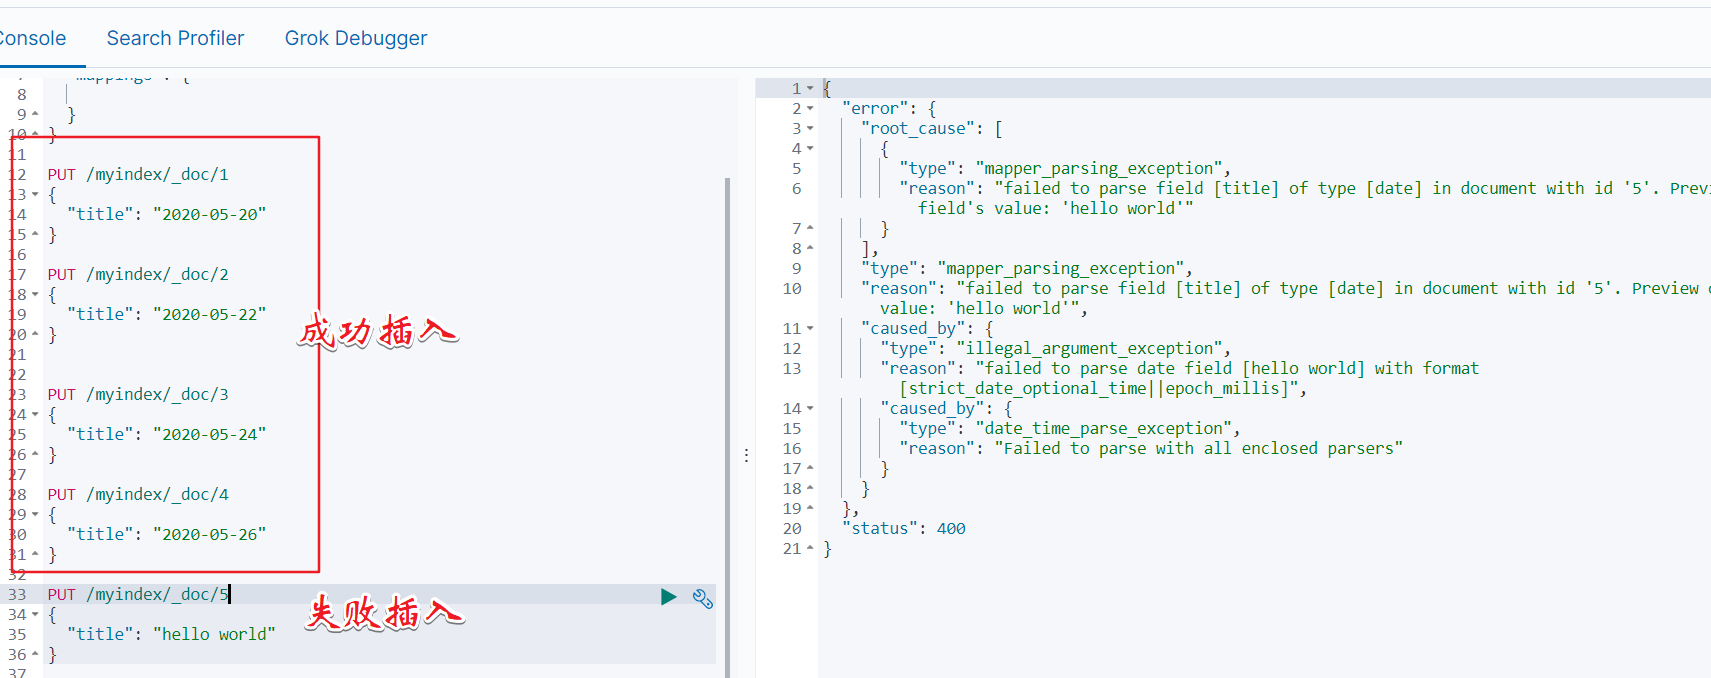 Console Search Profiler Grok Debugger
7 "mappings": {
8
9 }
10 }
11
12 PUT /myindex/_doc/1
13 {
14 "title": "2020-05-20"
15 }
16
17 PUT /myindex/_doc/2
18 {
19 "title": "2020-05-22"
20 }
21
22
23 PUT /myindex/_doc/3
24 {
25 "title": "2020-05-24"
26 }
27
28 PUT /myindex/_doc/4
29 {
30 "title": "2020-05-26"
31 }
32
33 PUT /myindex/_doc/5
34 {
35 "title": "hello world"
36 }
37
成功插入
失败插入
1 {
2 "error": {
3 "root_cause": [
4 {
5 "type": "mapper_parsing_exception",
6 "reason": "failed to parse field [title] of type [date] in document with id '5'. Previ
field's value: 'hello world'"
7 }
8 ],
9 "type": "mapper_parsing_exception",
10 "reason": "failed to parse field [title] of type [date] in document with id '5'. Preview o
value: 'hello world'",
11 "caused_by": {
12 "type": "illegal_argument_exception",
13 "reason": "failed to parse date field [hello world] with format
[strict_date_optional_time||epoch_millis]",
14 "caused_by": {
15 "type": "date_time_parse_exception",
16 "reason": "Failed to parse with all enclosed parsers"
17 }
18 }
19 },
20 "status": 400
21 }